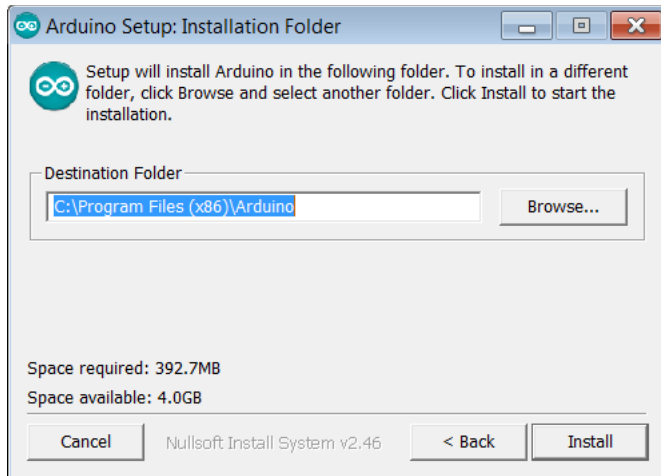 Arduino Setup: Installation Folder
Setup will install Arduino in the following folder. To install in a different
folder, click Browse and select another folder. Click Install to start the
installation.
Destination Folder
C:\Program Files (x86)\Arduino
Browse...
Space required: 392.7MB
Space available: 4.0GB
Cancel
Nullsoft Install System v2.46
< Back
Install